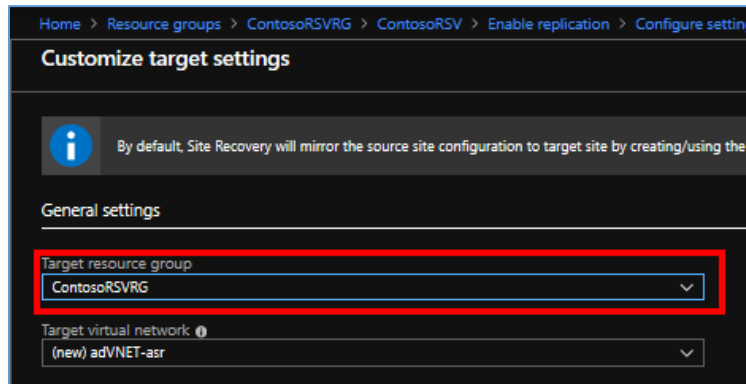 Home > Resource groups > ContosoRSVRG > ContosoRSV > Enable replication > Configure settin
Customize target settings
By default, Site Recovery will mirror the source site configuration to target site by creating/using the
General settings
Target resource group
ContosoRSVRG
Target virtual network
(new) adVNET-asr